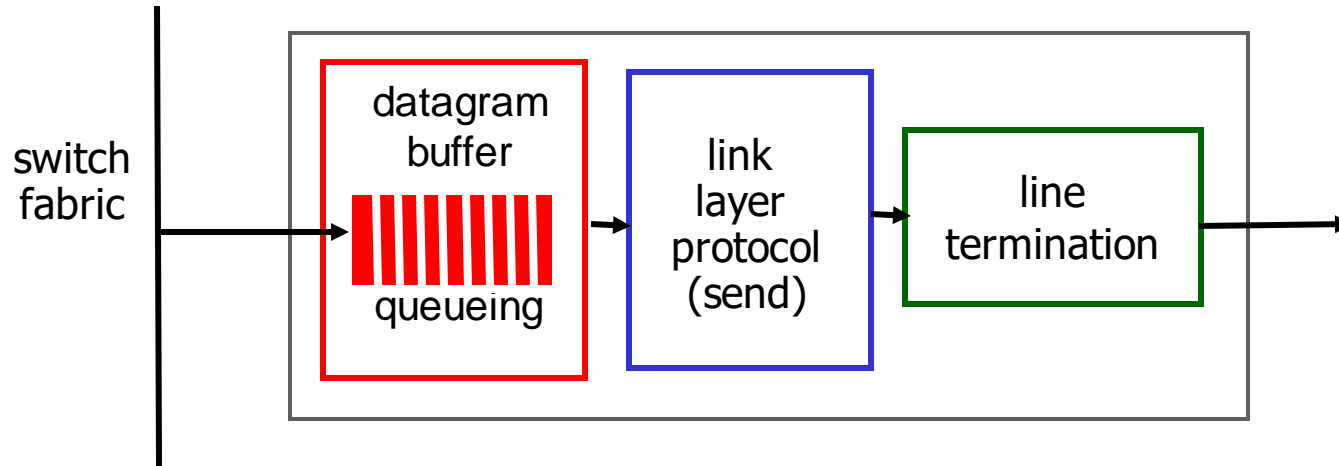 switch
fabric
datagram
buffer
queueing
link
layer
protocol
(send)
line
termination